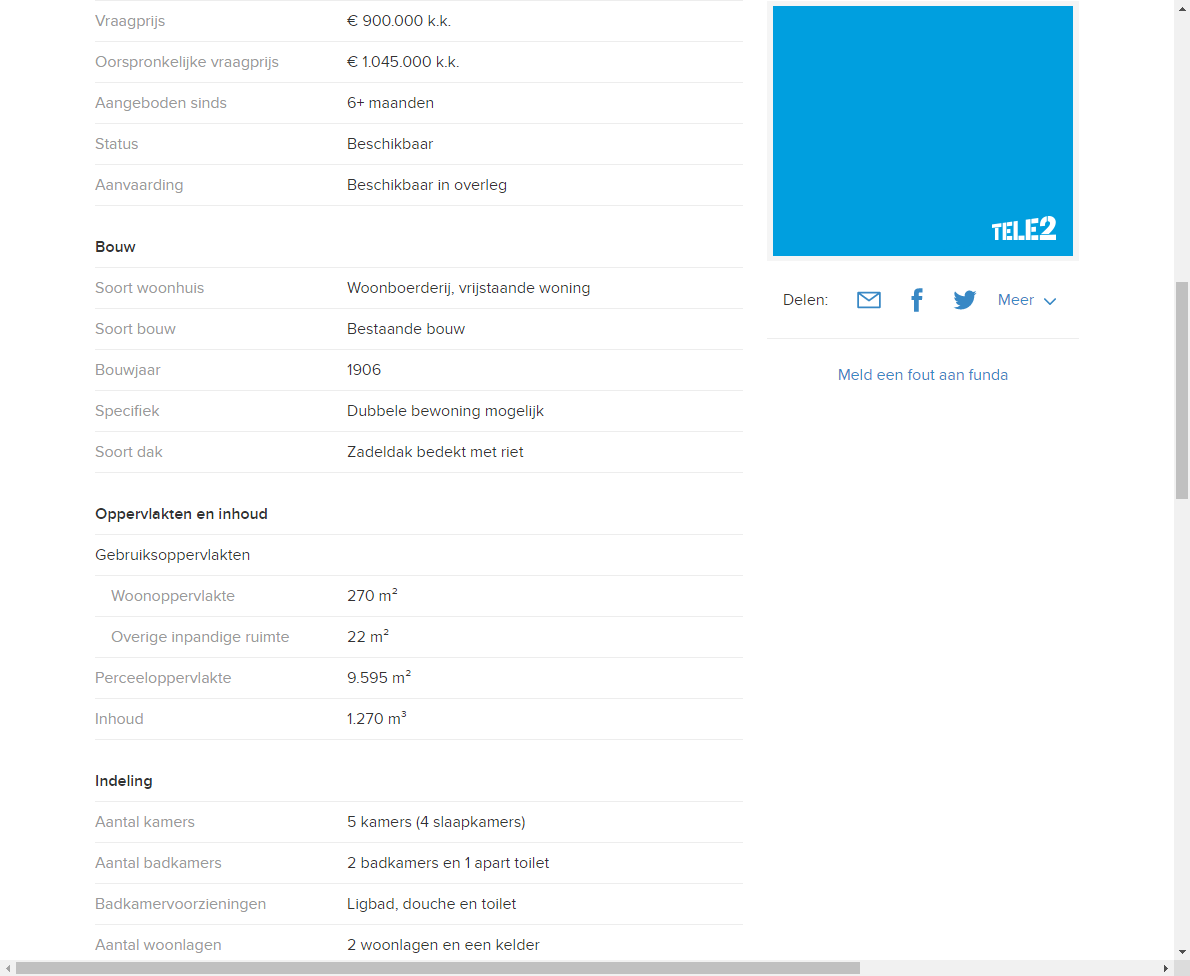 Vraagprijs € 900.000 k.k.
Oorspronkelijke vraagprijs € 1.045.000 k.k.
Aangeboden sinds 6+ maanden
Status Beschikbaar
Aanvaarding Beschikbaar in overleg
Bouw
Soort woonhuis Woonboerderij, vrijstaande woning
Soort bouw Bestaande bouw
Bouwjaar 1906
Specifiek Dubbele bewoning mogelijk
Soort dak Zadeldak bedekt met riet
Oppervlakten en inhoud
Gebruiksoppervlakten
Woonoppervlakte 270 m²
Overige inpandige ruimte 22 m²
Perceeloppervlakte 9.595 m²
Inhoud 1.270 m³
Indeling
Aantal kamers 5 kamers (4 slaapkamers)
Aantal badkamers 2 badkamers en 1 apart toilet
Badkamervoorzieningen Ligbad, douche en toilet
Aantal woonlagen 2 woonlagen en een kelder
TELE2
Delen: Meer
Meld een fout aan funda